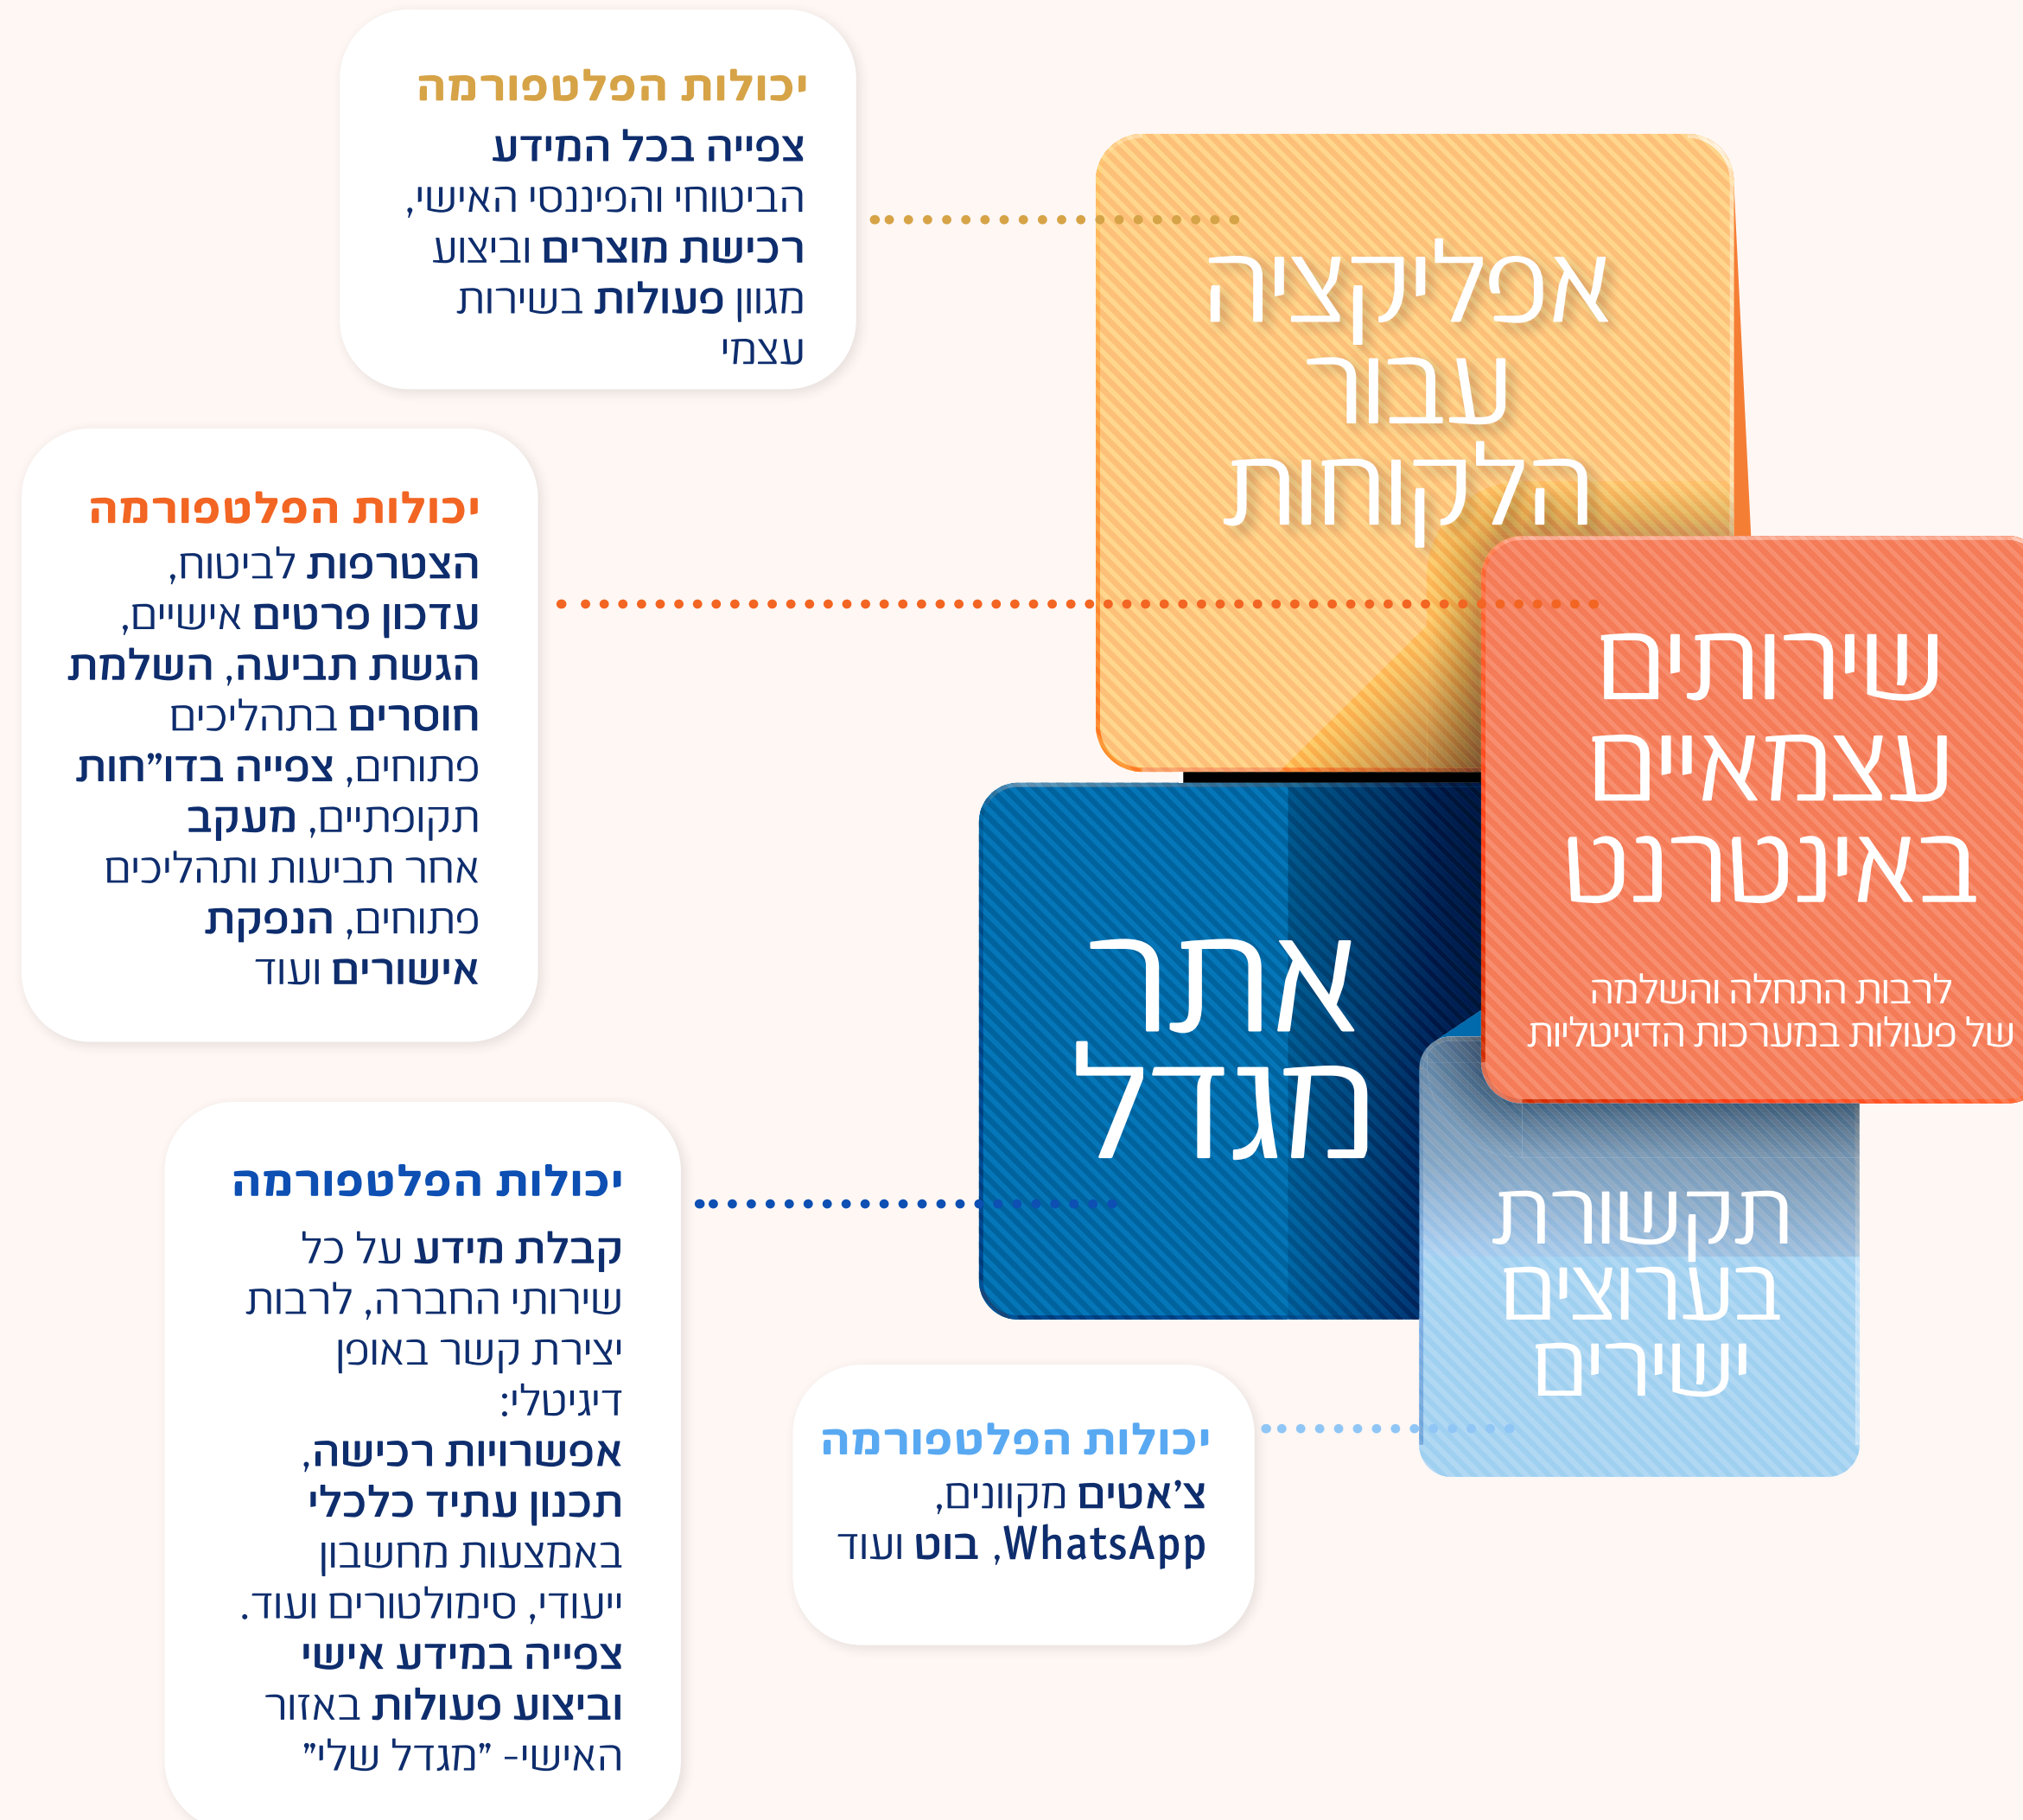 אפליקציה
עבור
הלקוחות
יכולות הפלטפורמה
צפייה בכל המידע
הביטוחי והפיננסי האישי,
רכישת מוצרים וביצוע
מגוון פעולות בשירות
עצמי
שירותים
עצמאיים
באינטרנט
לרבות התחלה והשלמה
של פעולות במערכות הדיגיטליות
יכולות הפלטפורמה
הצטרפות לביטוח,
עדכון פרטים אישיים,
הגשת תביעה, השלמת
חוסרים בתהליכים
פתוחים, צפייה בדו"חות
תקופתיים, מעקב
אחר תביעות ותהליכים
פתוחים, הנפקת
אישורים ועוד
אתר
מגדל
יכולות הפלטפורמה
קבלת מידע על כל
שירותי החברה, לרבות
יצירת קשר באופן
דיגיטלי:
אפשרויות רכישה,
תכנון עתיד כלכלי
באמצעות מחשבון
ייעודי, סימולטורים ועוד.
צפייה במידע אישי
וביצוע פעולות באזור
האישי- "מגדל שלי"
תקשורת
בערוצים
ישירים
יכולות הפלטפורמה
צ'אטים מקוונים,
WhatsApp, בוט ועוד